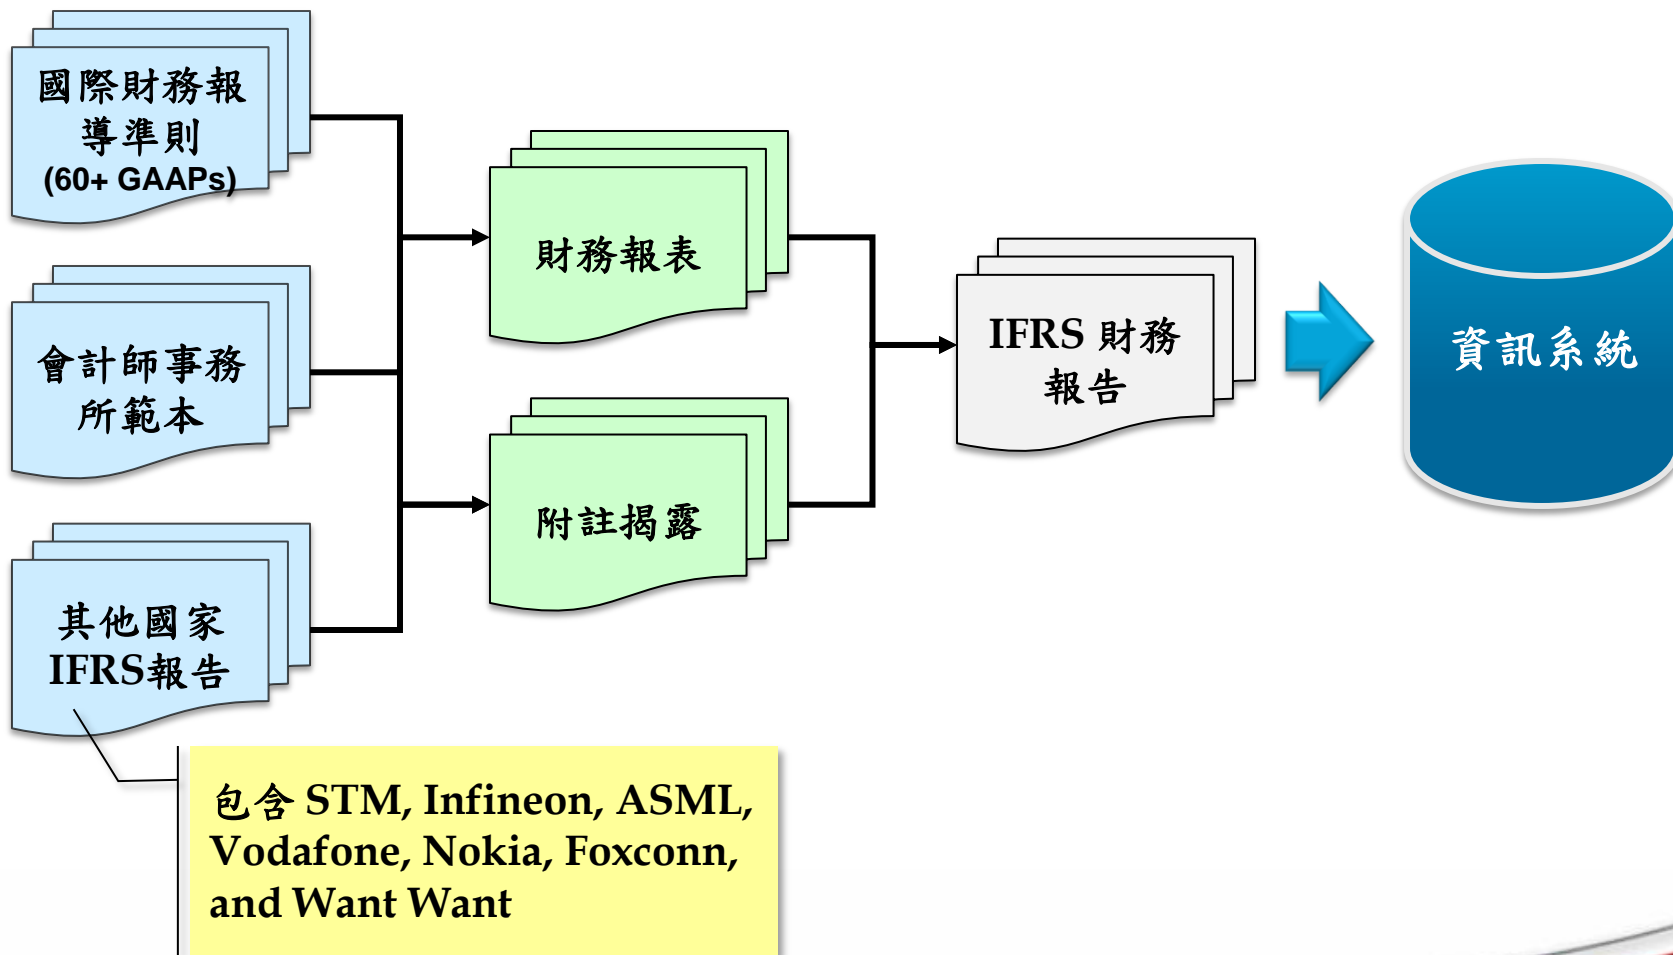 國際財務報
導準則
(60+ GAAPs)
會計師事務
所範本
其他國家
IFRS報告
財務報表
附註揭露
IFRS 財務
報告
資訊系統
包含 STM, Infineon, ASML,
Vodafone, Nokia, Foxconn,
and Want Want